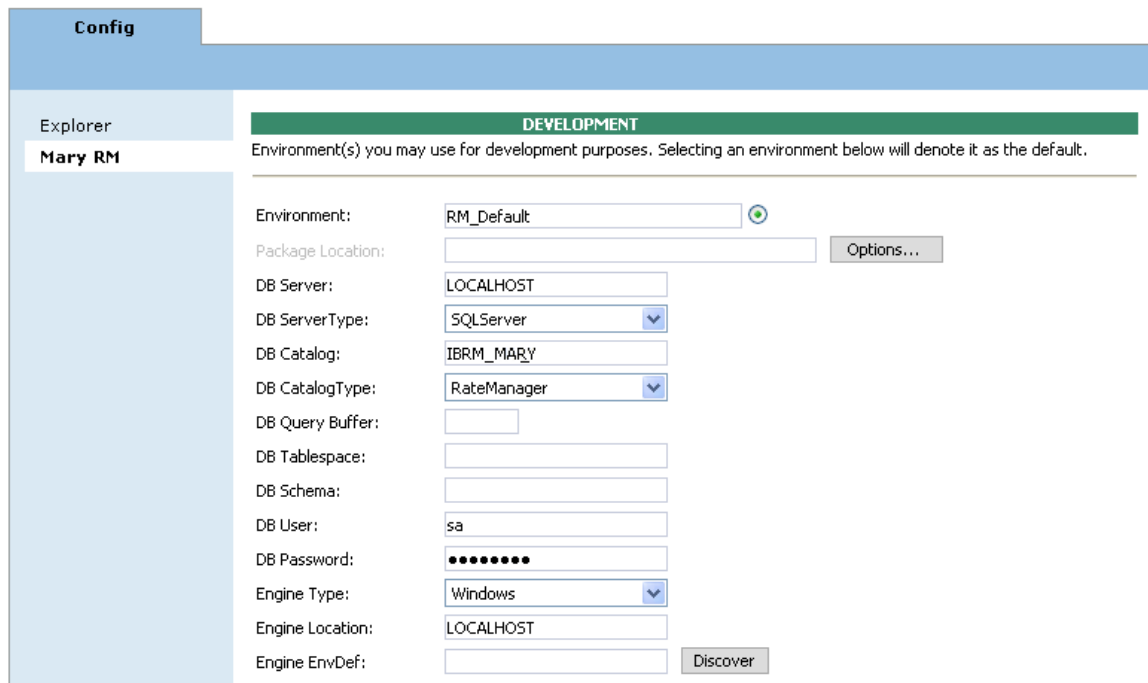 Config
Explorer
Mary RM
DEVELOPMENT
Environment(s) you may use for development purposes. Selecting an environment below will denote it as the default.
Environment: RM_Default
Package Location: Options...
DB Server: LOCALHOST
DB ServerType: SQLServer
DB Catalog: IBRM_MARY
DB CatalogType: RateManager
DB Query Buffer:
DB Tablespace:
DB Schema:
DB User: sa
DB Password: ••••••••
Engine Type: Windows
Engine Location: LOCALHOST
Engine EnvDef: Discover